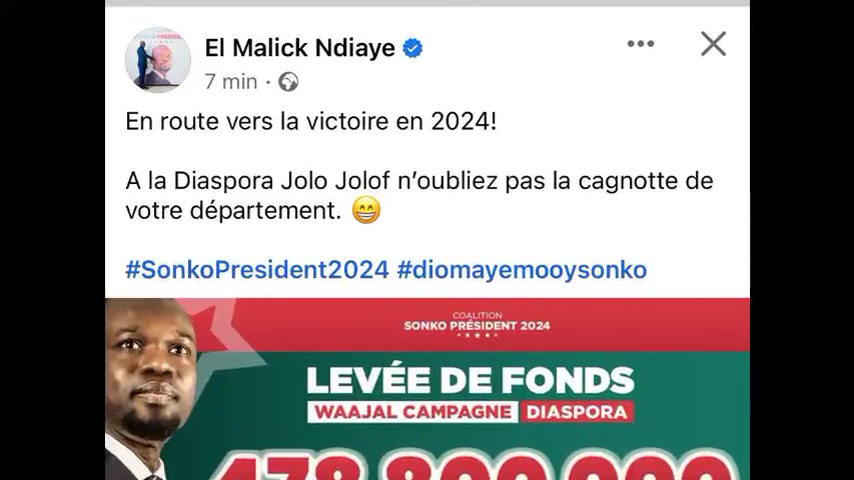 El Malick Ndiaye
7 min
En route vers la victoire en 2024!
A la Diaspora Jolo Jolof n'oubliez pas la cagnotte de
votre département. 😁
#SonkoPresident2024 #diomayemooysonko
COALITION
SONKO PRÉSIDENT 2024
LEVÉE DE FONDS
WAAJAL CAMPAGNE DIASPORA